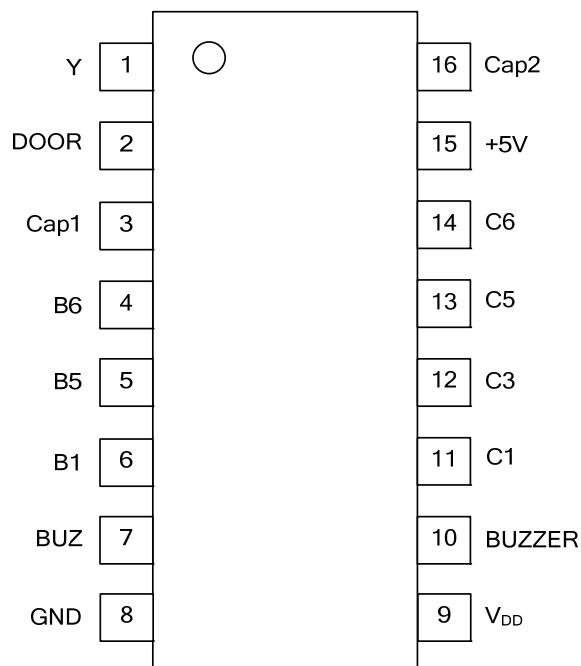 Y 1 16 Cap2
DOOR 2 15 +5V
Cap1 3 14 C6
B6 4 13 C5
B5 5 12 C3
B1 6 11 C1
BUZ 7 10 BUZZER
GND 8 9 VDD